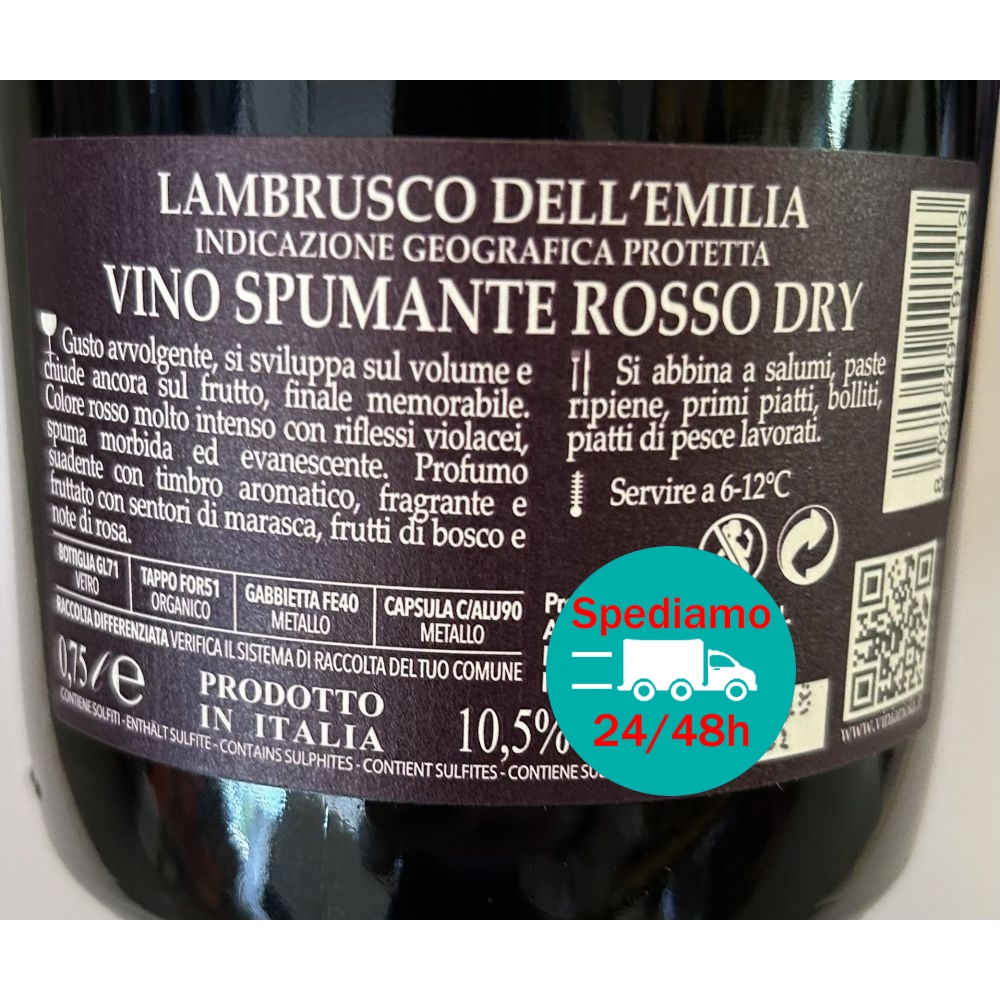 LAMBRUSCO DELL'EMILIA
INDICAZIONE GEOGRAFICA PROTETTA
VINO SPUMANTE ROSSO DRY
Gusto avvolgente, si sviluppa sul volume e
chiude ancora sul frutto, finale memorabile.
Colore rosso molto intenso con riflessi violacei,
spuma morbida ed evanescente. Profumo
suadente con timbro aromatico, fragrante e
fruttato con sentori di marasca, frutti di bosco e
note di rosa.
Si abbina a salumi, paste
ripiene, primi piatti, bolliti,
piatti di pesce lavorati.
Servire a 6-12°C
8 032649 191513
BOTTIGLIA GL71
VETRO
TAPPO FOR51
ORGANICO
GABBIETTA FE40
METALLO
CAPSULA C/ALU90
METALLO
RACCOLTA DIFFERENZIATA VERIFICA IL SISTEMA DI RACCOLTA DEL TUO COMUNE
0,75 l e
PRODOTTO
IN ITALIA
10,5%
CONTIENE SOLFITI - ENTHÄLT SULFITE - CONTAINS SULPHITES - CONTIENT SULFITES - CONTIENE
Spediamo
24/48h